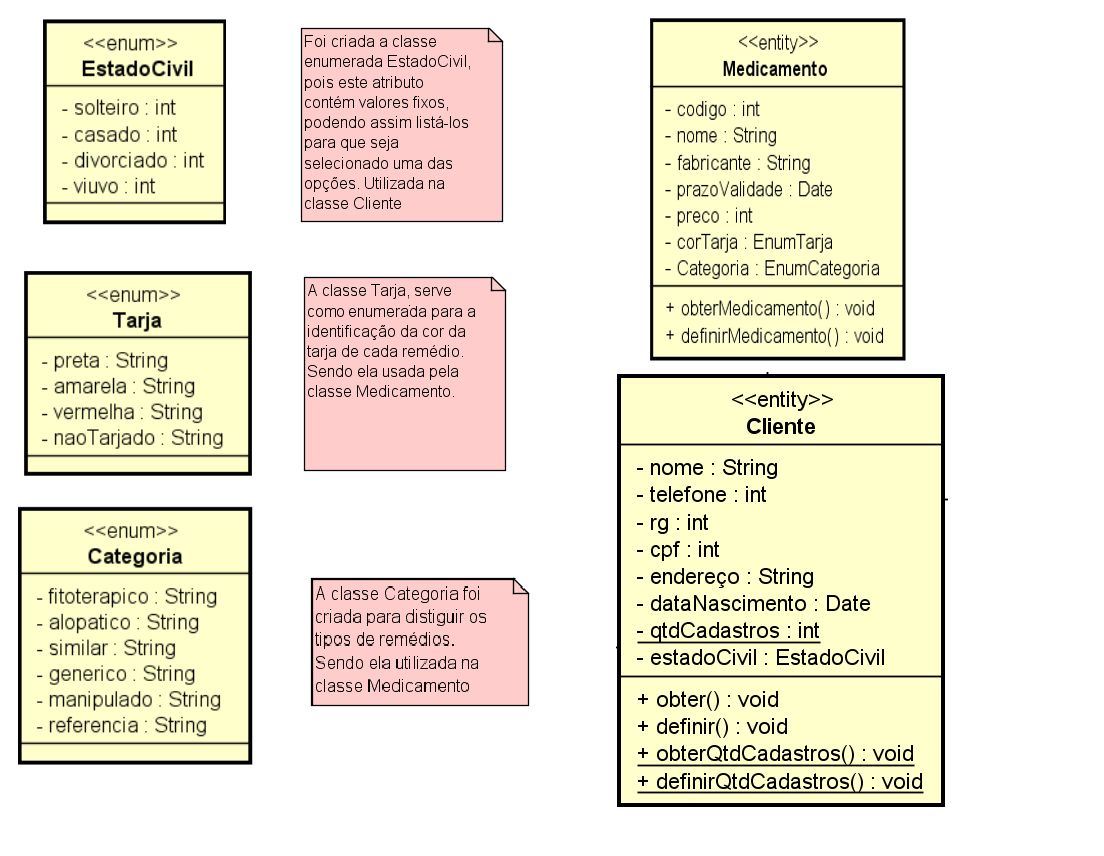 <<enum>>
EstadoCivil
- solteiro : int
- casado : int
- divorciado : int
- viuvo : int
Foi criada a classe
enumerada EstadoCivil,
pois este atributo
contém valores fixos,
podendo assim listá-los
para que seja
selecionado uma das
opções. Utilizada na
classe Cliente
<<enum>>
Tarja
- preta : String
- amarela : String
- vermelha : String
- naoTarjado : String
A classe Tarja, serve
como enumerada para a
identificação da cor da
tarja de cada remédio.
Sendo ela usada pela
classe Medicamento.
<<enum>>
Categoria
- fitoterapico : String
- alopatico : String
- similar : String
- generico : String
- manipulado : String
- referencia : String
A classe Categoria foi
criada para distiguir os
tipos de remédios.
Sendo ela utilizada na
classe Medicamento
<<entity>>
Medicamento
- codigo : int
- nome : String
- fabricante : String
- prazoValidade : Date
- preco : int
- corTarja : EnumTarja
- Categoria : EnumCategoria
+ obterMedicamento() : void
+ definirMedicamento() : void
<<entity>>
Cliente
- nome : String
- telefone : int
- rg : int
- cpf : int
- endereço : String
- dataNascimento : Date
- qtdCadastros : int
- estadoCivil : EstadoCivil
+ obter() : void
+ definir() : void
+ obterQtdCadastros() : void
+ definirQtdCadastros() : void